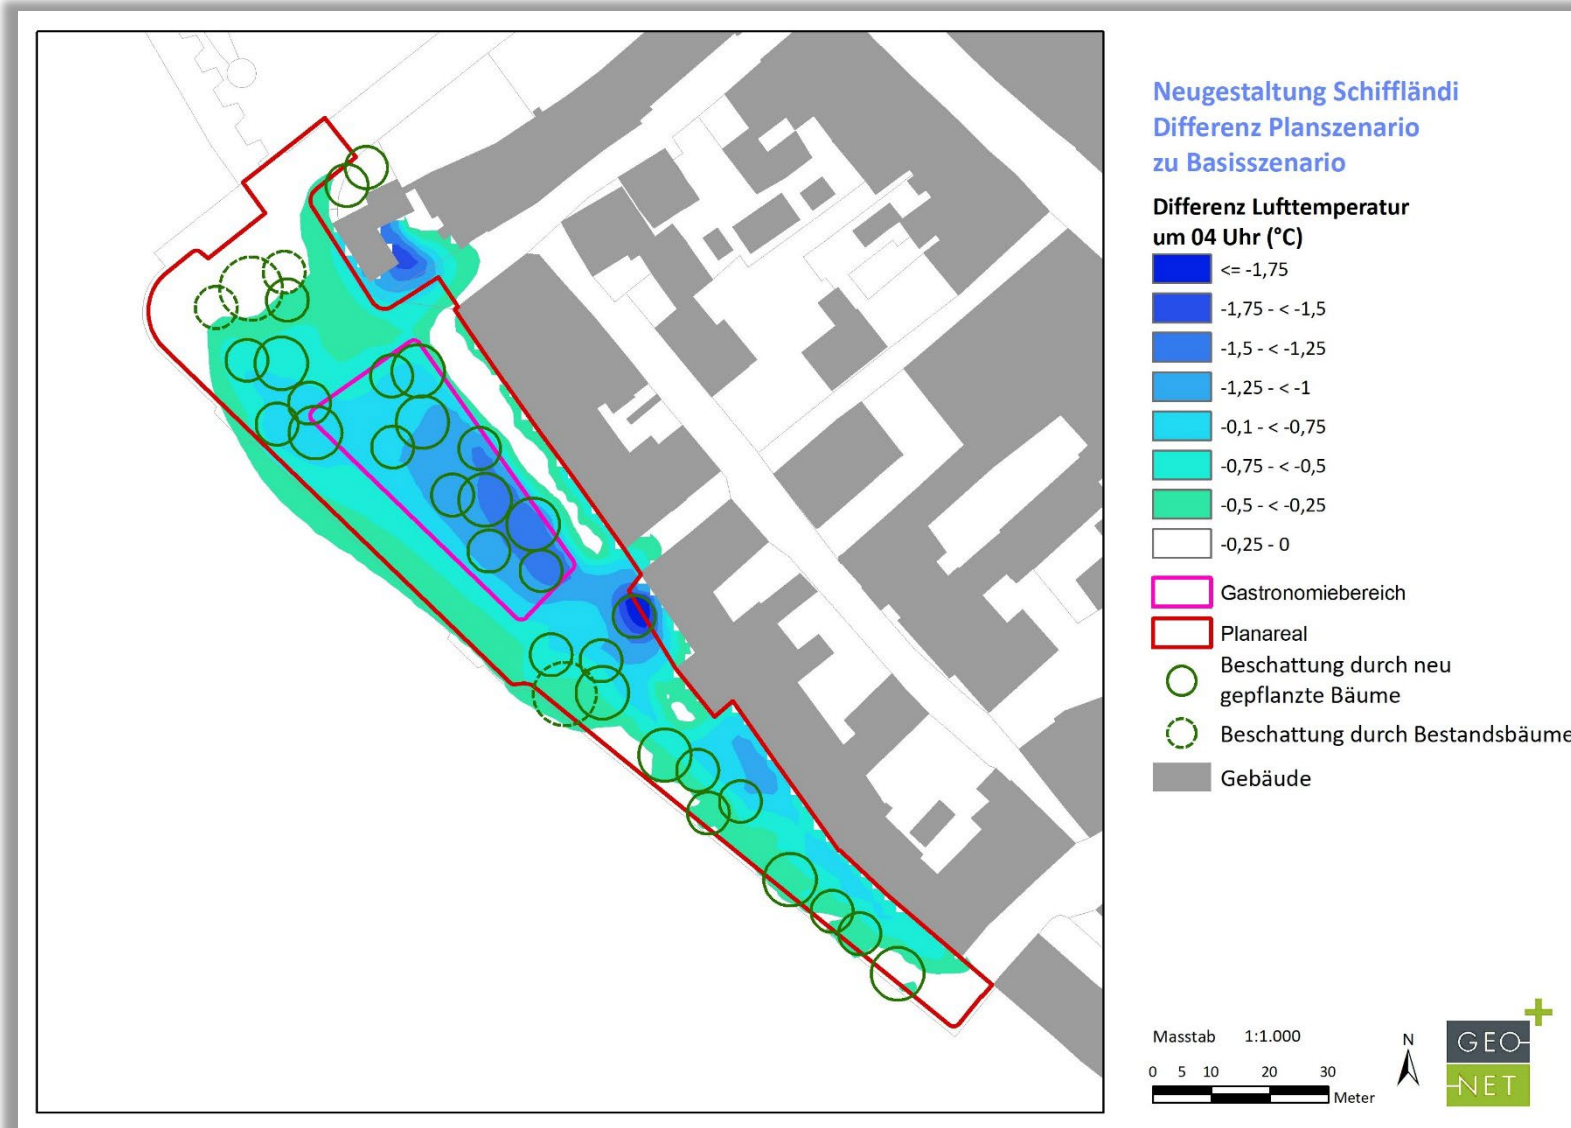 Neugestaltung Schiffländi
Differenz Planszenario
zu Basisszenario
Differenz Lufttemperatur
um 04 Uhr (°C)
<= -1,75
-1,75 - < -1,5
-1,5 - < -1,25
-1,25 - < -1
-0,1 - < -0,75
-0,75 - < -0,5
-0,5 - < -0,25
-0,25 - 0
Gastronomiebereich
Planareal
Beschattung durch neu
gepflanzte Bäume
Beschattung durch Bestandsbäume
Gebäude
Masstab 1:1.000
0 5 10 20 30
Meter
N
GEO
NET